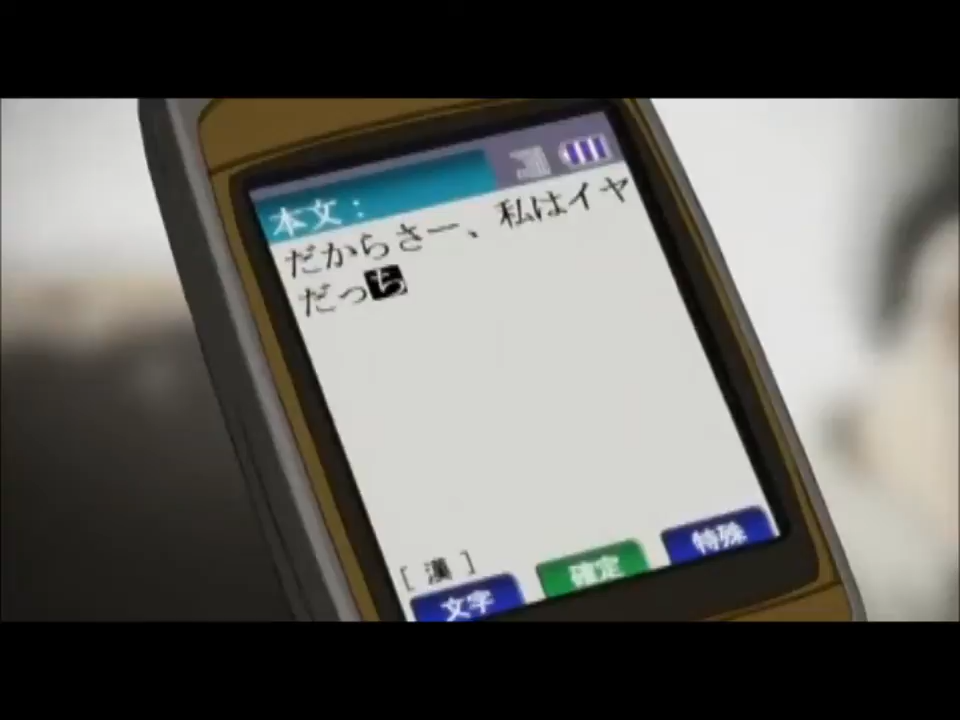 本文：
だからさー、私はイヤ
だっち
[ 漢 ]
文字 確定 特殊